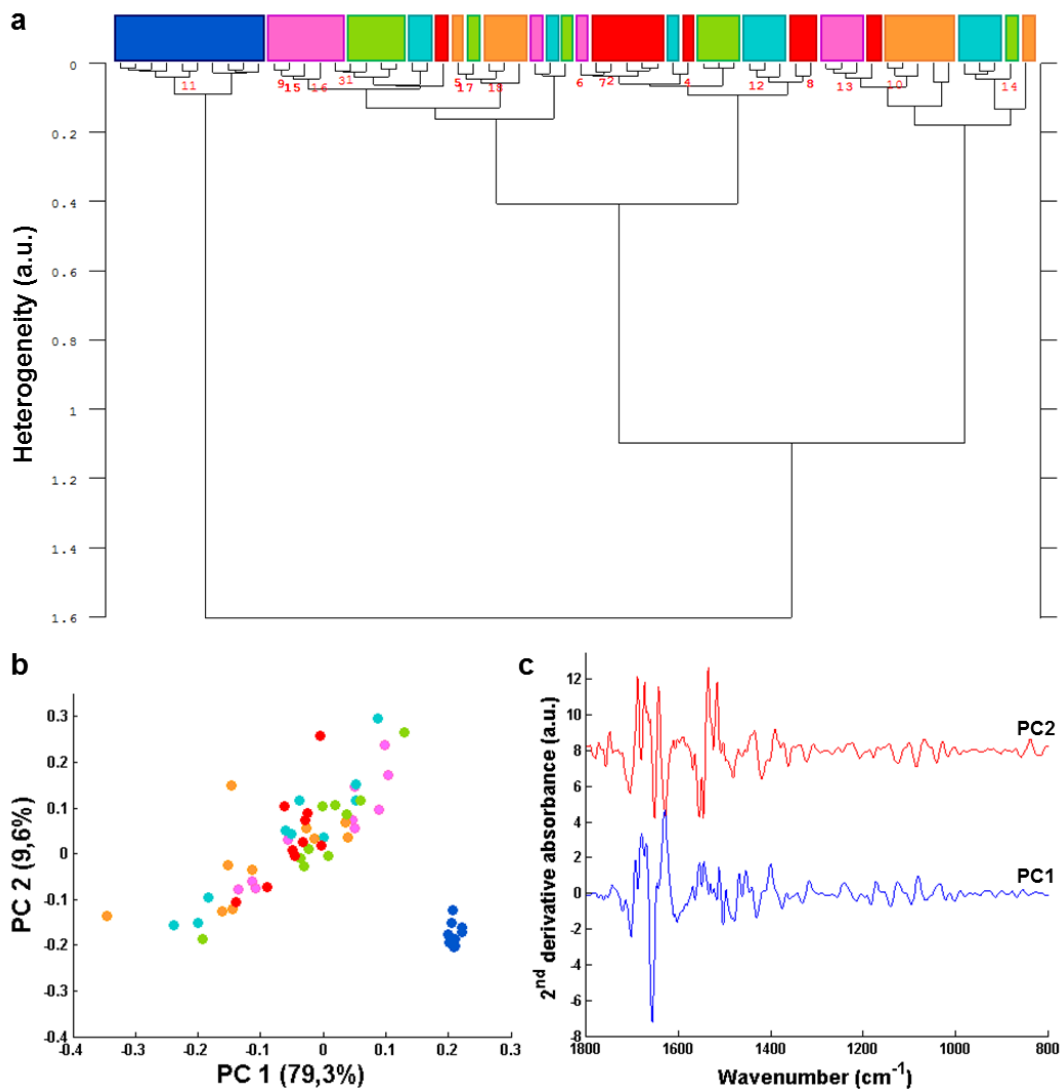 a
11 9 15 16 31 5 17 18 6 72 4 12 8 13 10 14
Heterogeneity (a.u.)
0
0.2
0.4
0.6
0.8
1
1.2
1.4
1.6
b
PC 2 (9,6%)
0.3
0.2
0.1
0
-0.1
-0.2
-0.3
-0.4
-0.4 -0.3 -0.2 -0.1 0 0.1 0.2 0.3
PC 1 (79,3%)
c
2nd derivative absorbance (a.u.)
12
10
8
6
4
2
0
-2
-4
-6
-8
PC2
PC1
1800 1600 1400 1200 1000 800
Wavenumber (cm-1)